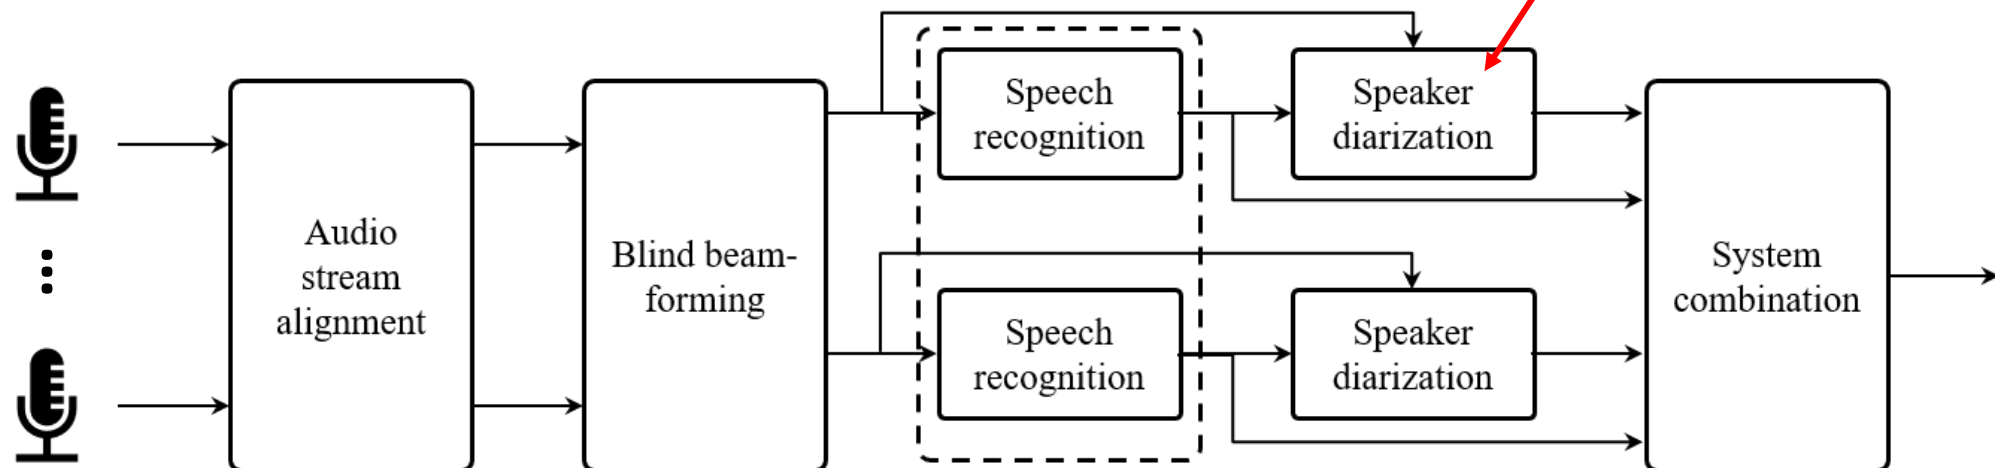 Audio
stream
alignment
Blind beam-
forming
Speech
recognition
Speaker
diarization
Speech
recognition
Speaker
diarization
System
combination